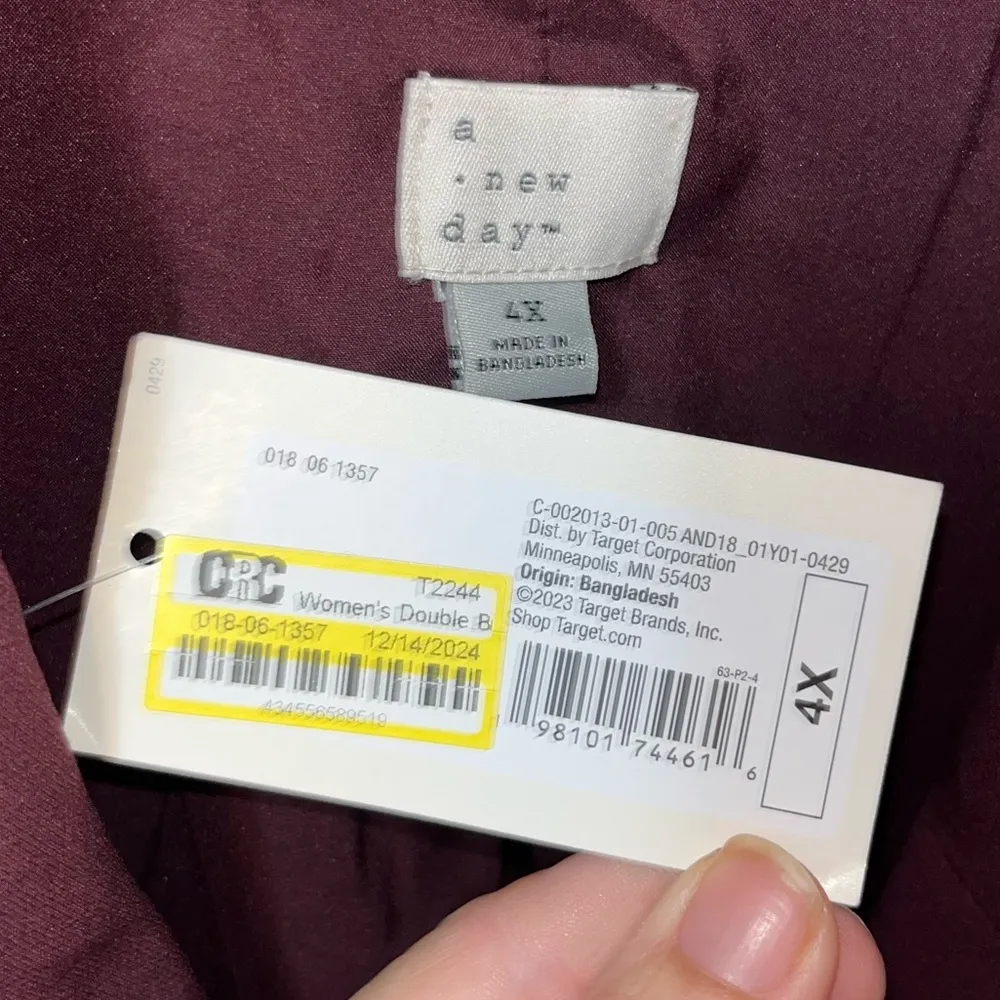 a
· new
day™
4X
MADE IN
BANGLADESH
0429
018 06 1357
C-002013-01-005 AND18_01Y01-0429
Dist. by Target Corporation
Minneapolis, MN 55403
Origin: Bangladesh
©2023 Target Brands, Inc.
Shop Target.com
CRC
T2244
Women's Double B
018-06-1357 12/14/2024
434556589519
63-P2-4
1 98101 74461 6
4X